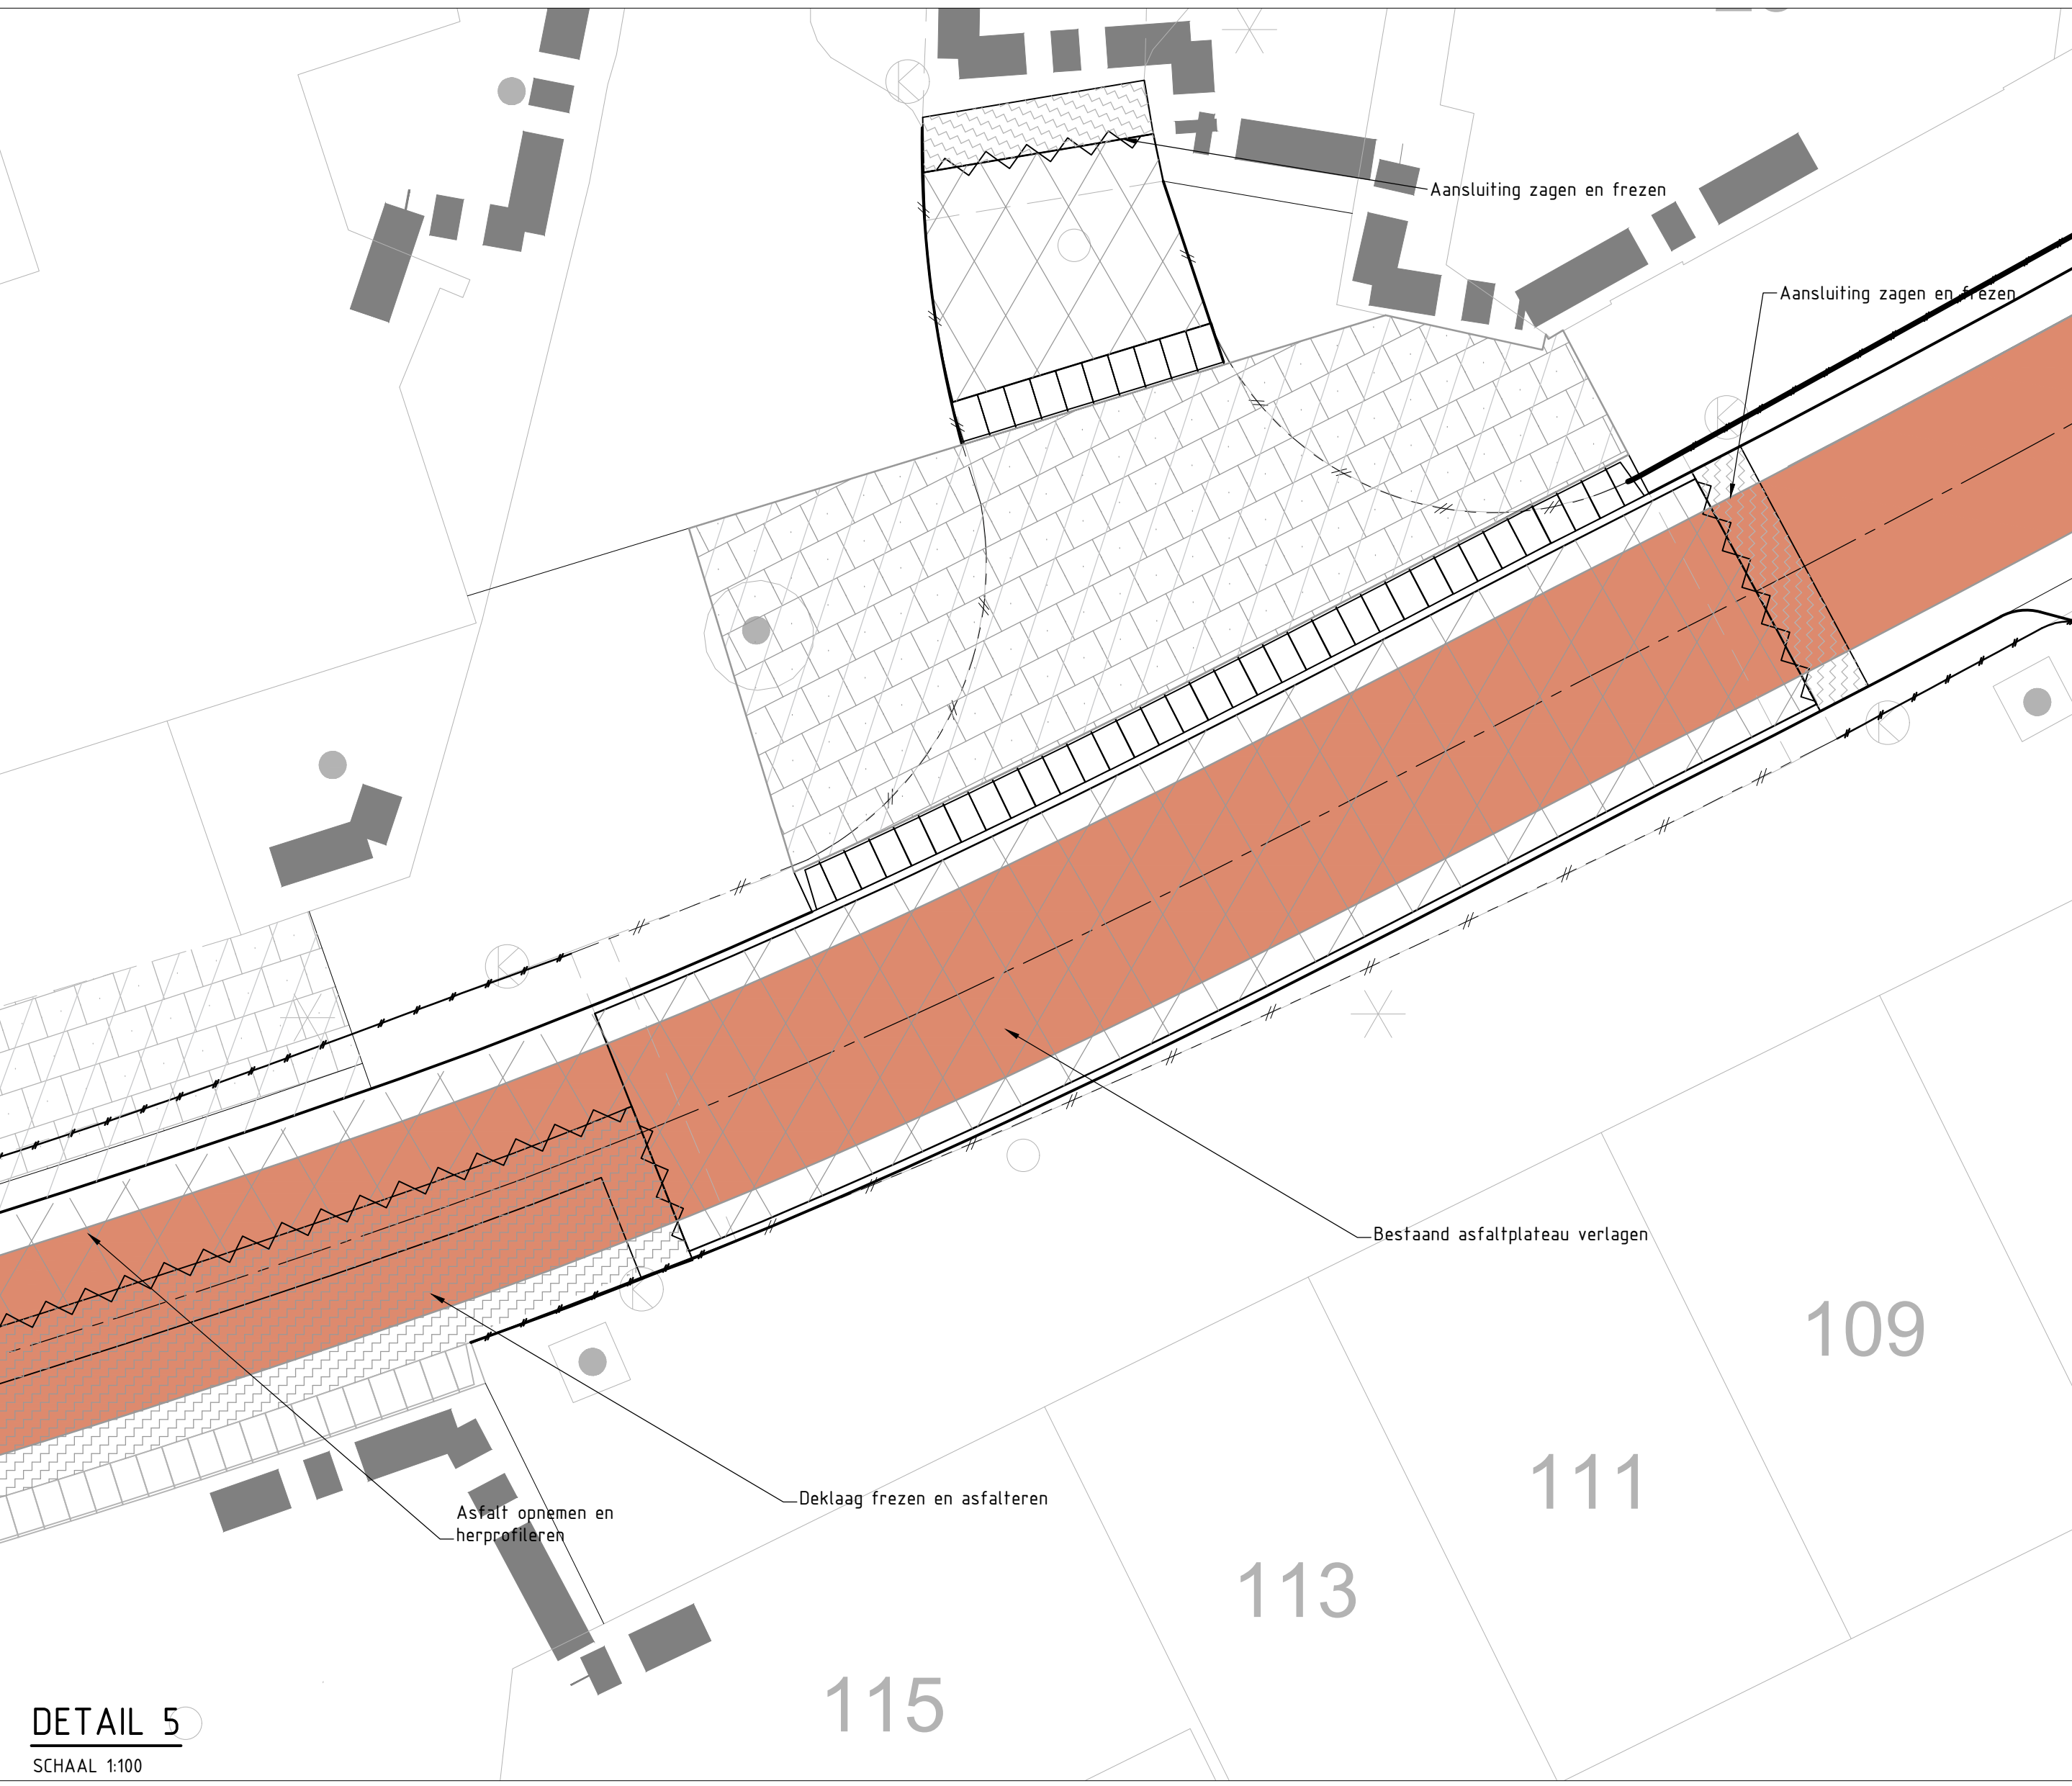 Aansluiting zagen en frezen
Aansluiting zagen en frezen
Bestaand asfaltplateau verlagen
109
111
Deklaag frezen en asfalteren
Asfalt opnemen en
herprofileren
113
115
DETAIL 5
SCHAAL 1:100